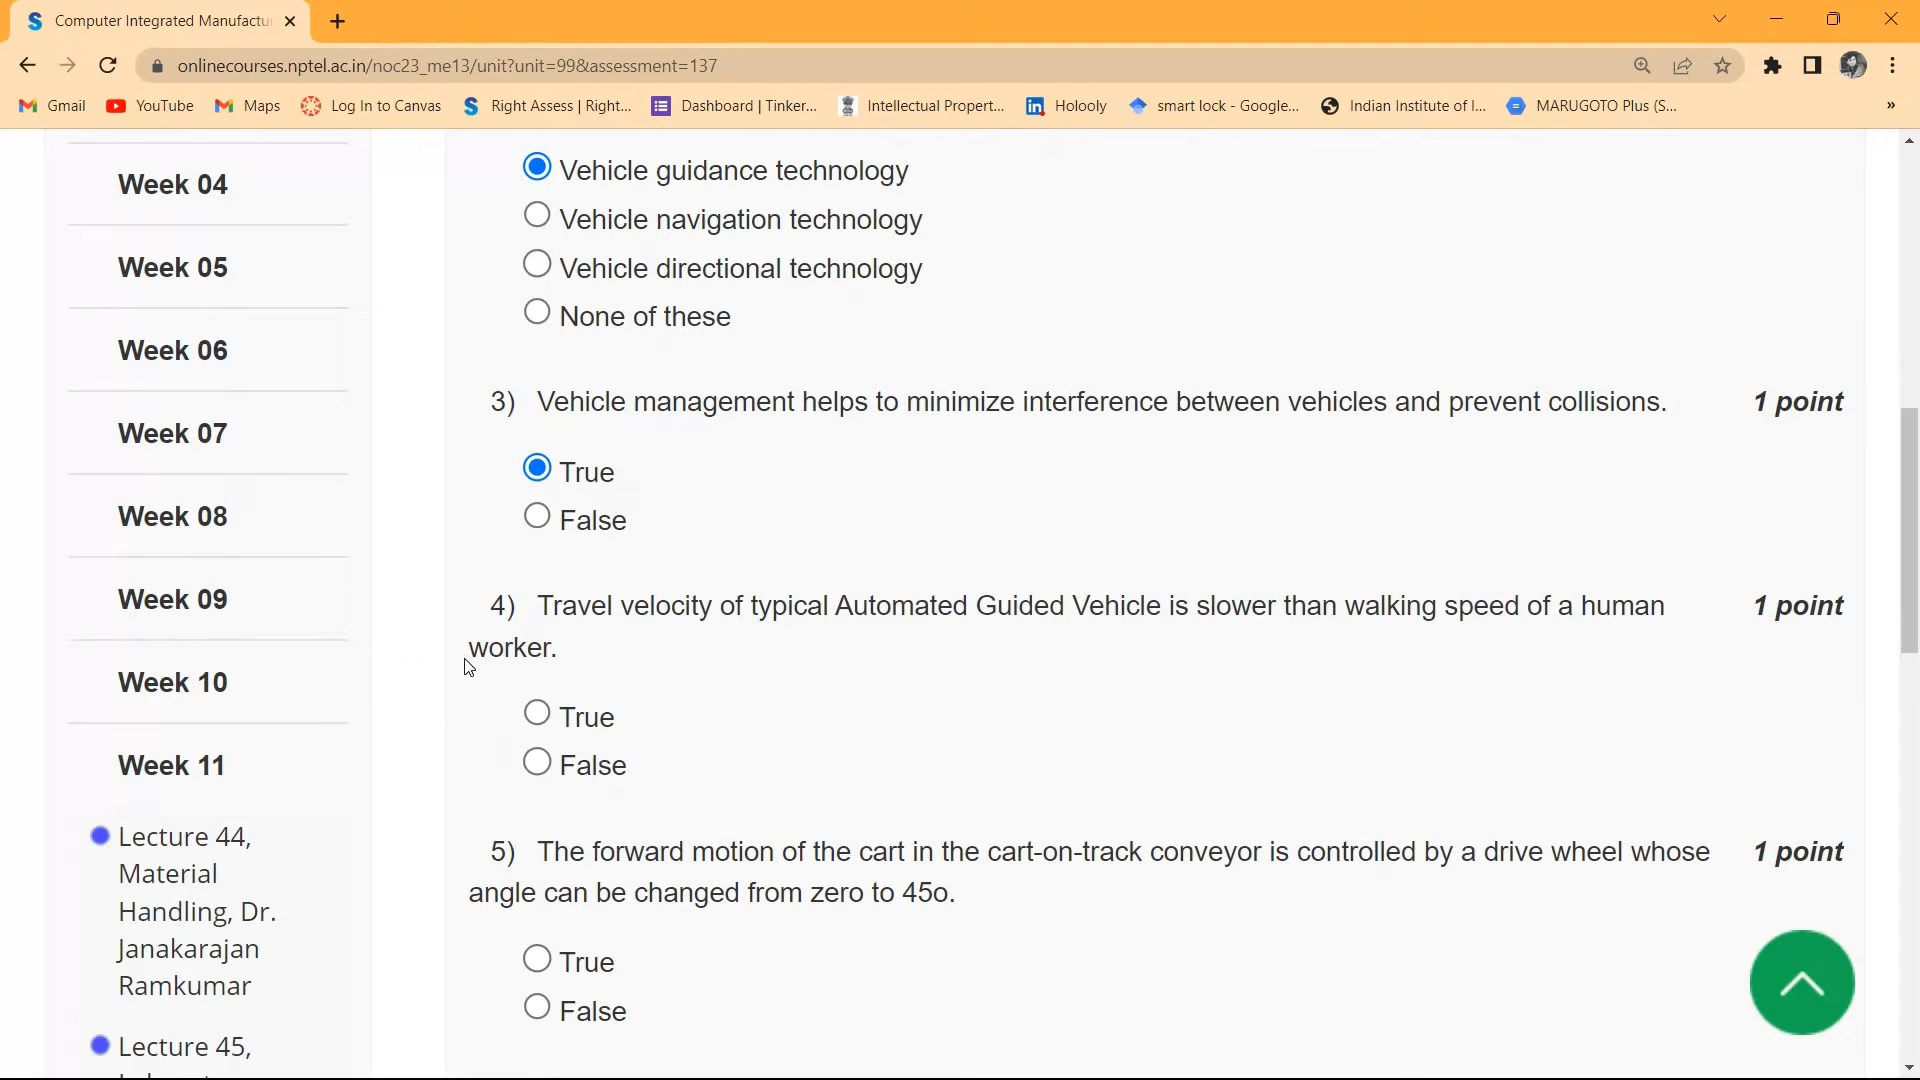 Computer Integrated Manufactu
onlinecourses.nptel.ac.in/noc23_me13/unit?unit=99&assessment=137
Gmail YouTube Maps Log In to Canvas Right Assess | Right... Dashboard | Tinker... Intellectual Propert... Holooly smart lock - Google... Indian Institute of I... MARUGOTO Plus (S... »
Week 04
Week 05
Week 06
Week 07
Week 08
Week 09
Week 10
Week 11
Lecture 44,
Material
Handling, Dr.
Janakarajan
Ramkumar
Lecture 45,
Vehicle guidance technology
Vehicle navigation technology
Vehicle directional technology
None of these
3) Vehicle management helps to minimize interference between vehicles and prevent collisions. 1 point
True
False
4) Travel velocity of typical Automated Guided Vehicle is slower than walking speed of a human 1 point
worker.
True
False
5) The forward motion of the cart in the cart-on-track conveyor is controlled by a drive wheel whose 1 point
angle can be changed from zero to 45o.
True
False